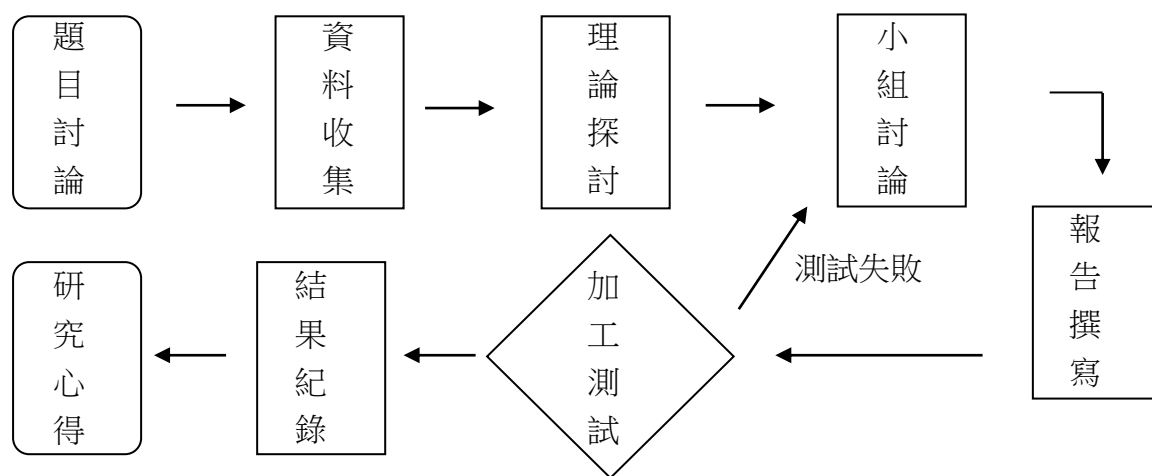 題目討論
資料收集
理論探討
小組討論
報告撰寫
測試失敗
加工測試
結果紀錄
研究心得